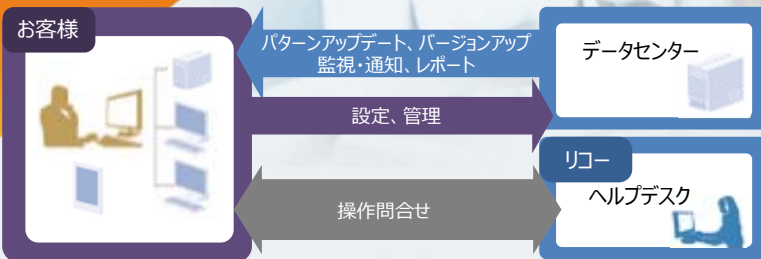 お客様
パターンアップデート、バージョンアップ
監視・通知、レポート
データセンター
設定、管理
リコー
ヘルプデスク
操作問合せ